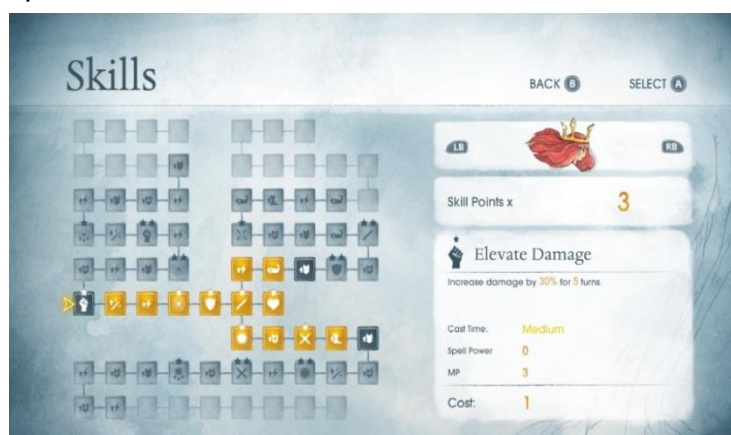 Skills
BACK B
SELECT A
LB
RB
Skill Points x 3
Elevate Damage
Increase damage by 30% for 5 turns.
Cast Time: Medium
Spell Power 0
MP 3
Cost: 1